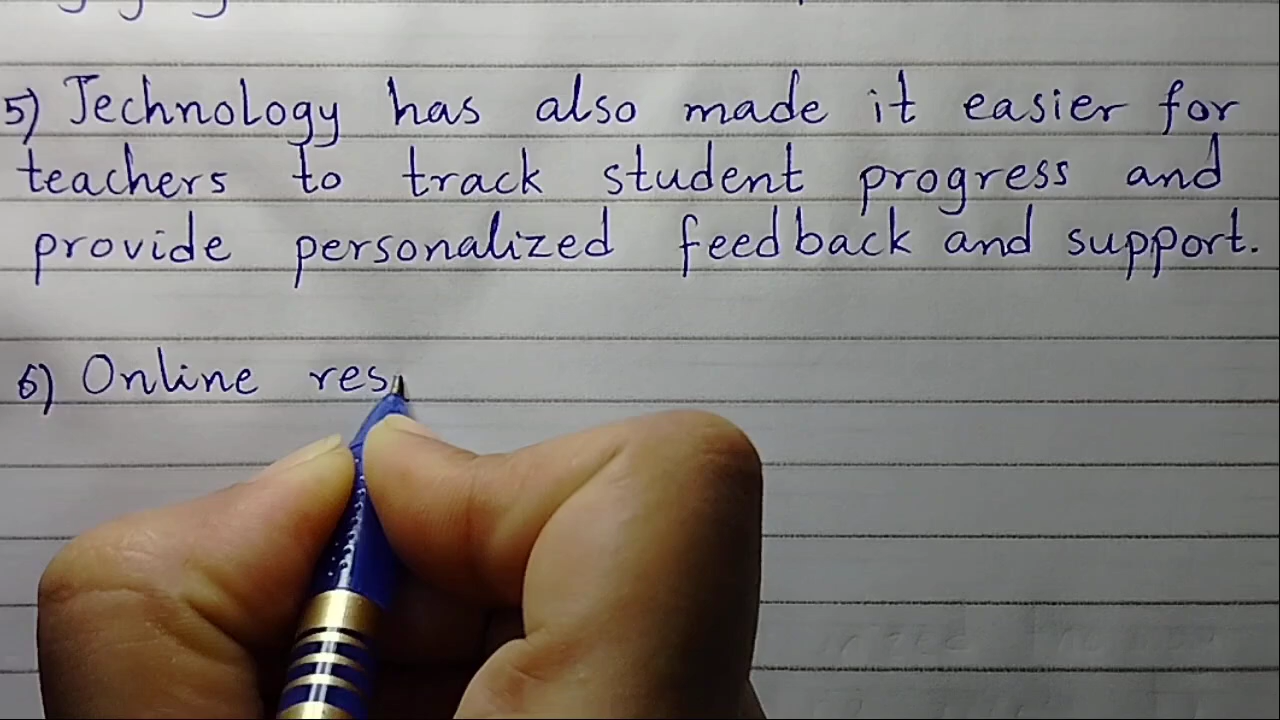 5) Technology has also made it easier for
teachers to track student progress and
provide personalized feedback and support.
6) Online res